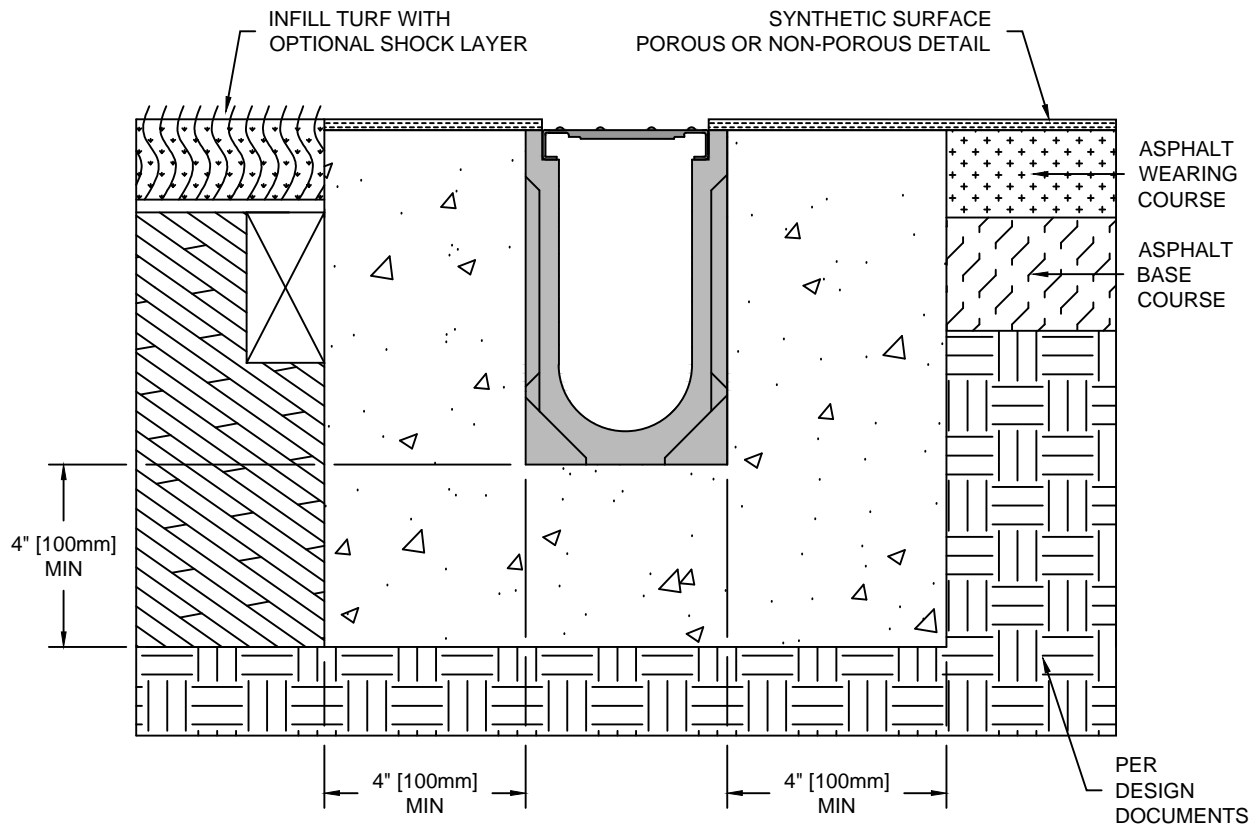 INFILL TURF WITH
OPTIONAL SHOCK LAYER
SYNTHETIC SURFACE
POROUS OR NON-POROUS DETAIL
ASPHALT
WEARING
COURSE
ASPHALT
BASE
COURSE
4" [100mm]
MIN
4" [100mm]
MIN
4" [100mm]
MIN
PER
DESIGN
DOCUMENTS